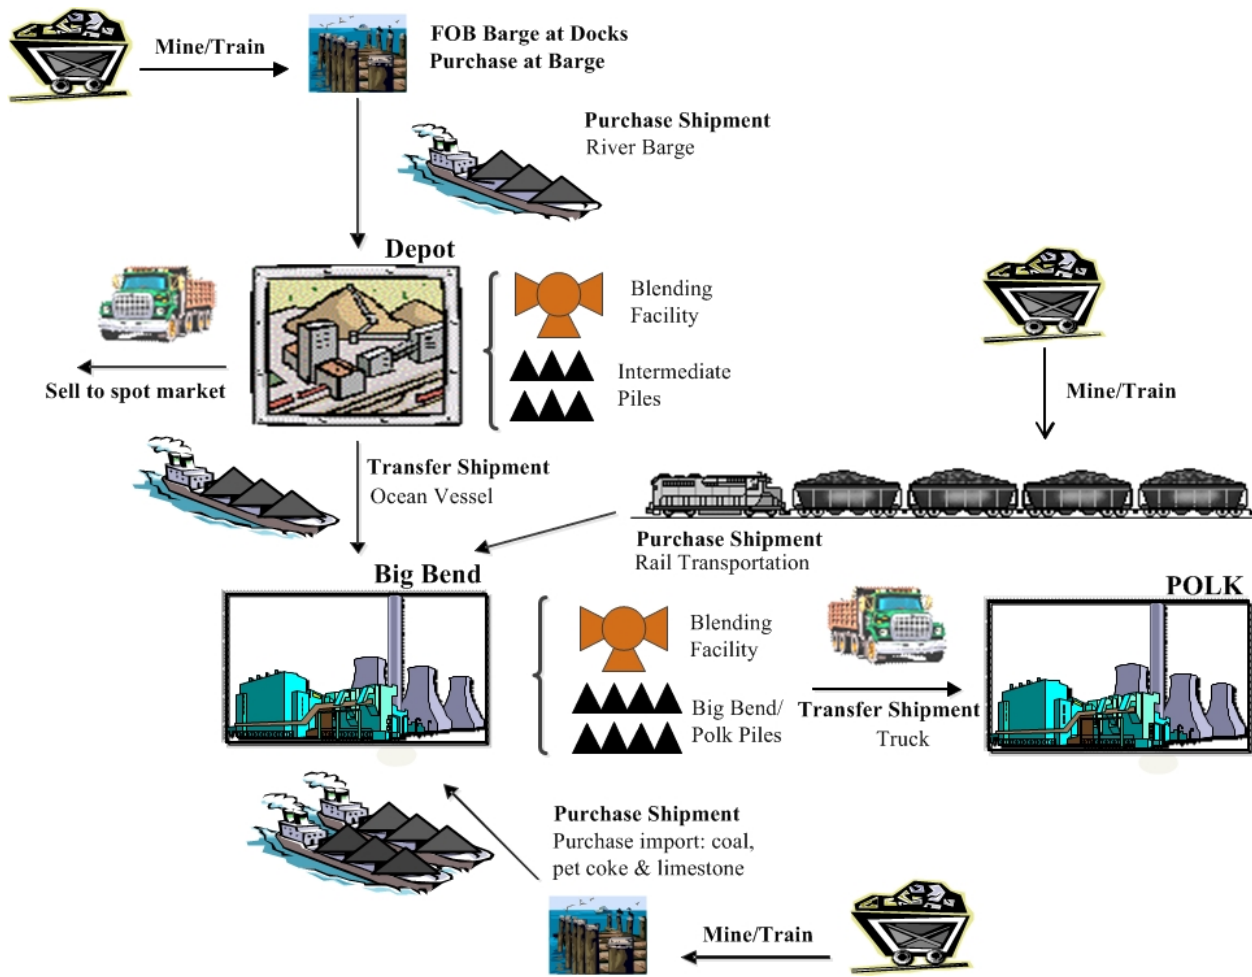 Mine/Train
FOB Barge at Docks
Purchase at Barge
Purchase Shipment
River Barge
Depot
Blending
Facility
Intermediate
Piles
Sell to spot market
Mine/Train
Transfer Shipment
Ocean Vessel
Purchase Shipment
Rail Transportation
Big Bend
POLK
Blending
Facility
Big Bend/
Polk Piles
Transfer Shipment
Truck
Purchase Shipment
Purchase import: coal,
pet coke & limestone
Mine/Train